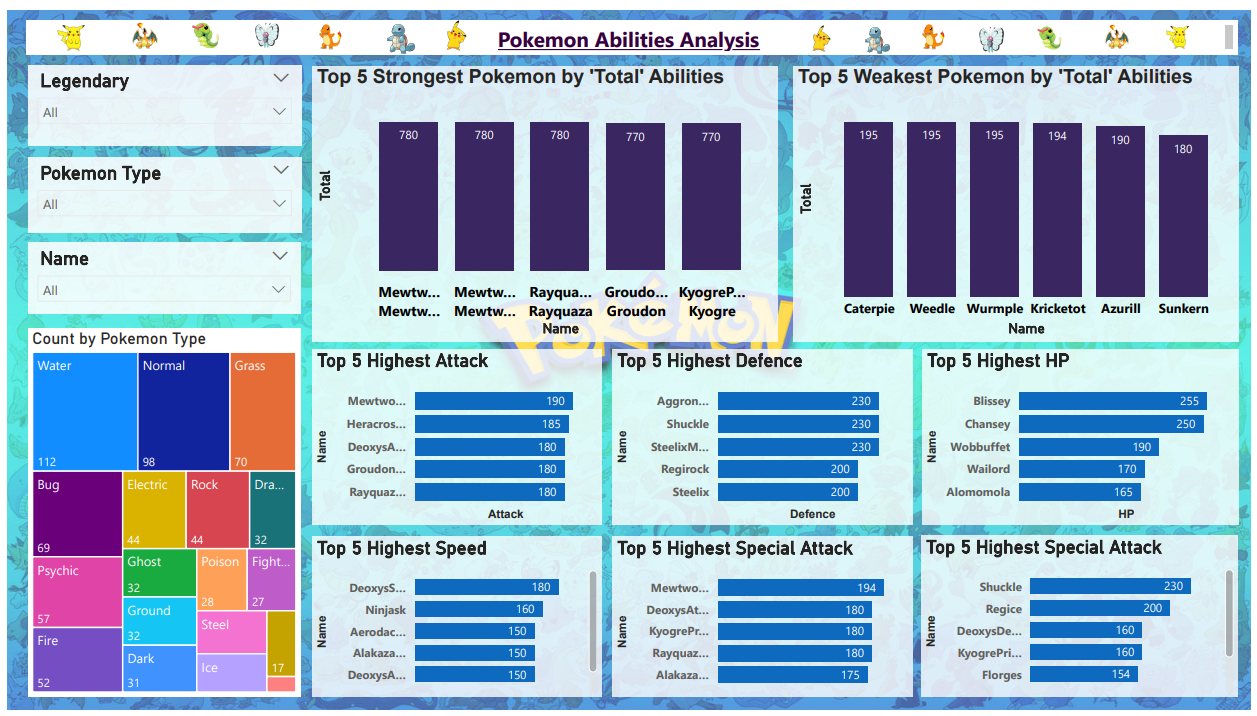 Pokemon Abilities Analysis
Legendary
All
Pokemon Type
All
Name
All
Count by Pokemon Type
Water
112
Normal
98
Grass
70
Bug
69
Electric
44
Rock
44
Dra...
32
Psychic
57
Ghost
32
Poison
28
Fight...
27
Ground
32
Steel
Fire
52
Dark
31
Ice
17
Top 5 Strongest Pokemon by 'Total' Abilities
Total
780 780 780 770 770
Mewtw... Mewtw... Rayqua... Groudo... KyogreP...
Mewtw... Mewtw... Rayquaza Groudon Kyogre
Name
POKéMON
Top 5 Weakest Pokemon by 'Total' Abilities
Total
195 195 195 194 190 180
Caterpie Weedle Wurmple Kricketot Azurill Sunkern
Name
Top 5 Highest Attack
Name
Mewtwo... 190
Heracros... 185
DeoxysA... 180
Groudon... 180
Rayquaz... 180
Attack
Top 5 Highest Defence
Name
Aggron... 230
Shuckle 230
SteelixM... 230
Regirock 200
Steelix 200
Defence
Top 5 Highest HP
Name
Blissey 255
Chansey 250
Wobbuffet 190
Wailord 170
Alomomola 165
HP
Top 5 Highest Speed
Name
DeoxysS... 180
Ninjask 160
Aerodac... 150
Alakaza... 150
DeoxysA... 150
Top 5 Highest Special Attack
Name
Mewtwo... 194
DeoxysAt... 180
KyogrePr... 180
Rayquaz... 180
Alakaza... 175
Top 5 Highest Special Attack
Name
Shuckle 230
Regice 200
DeoxysDe... 160
KyogrePri... 160
Florges 154